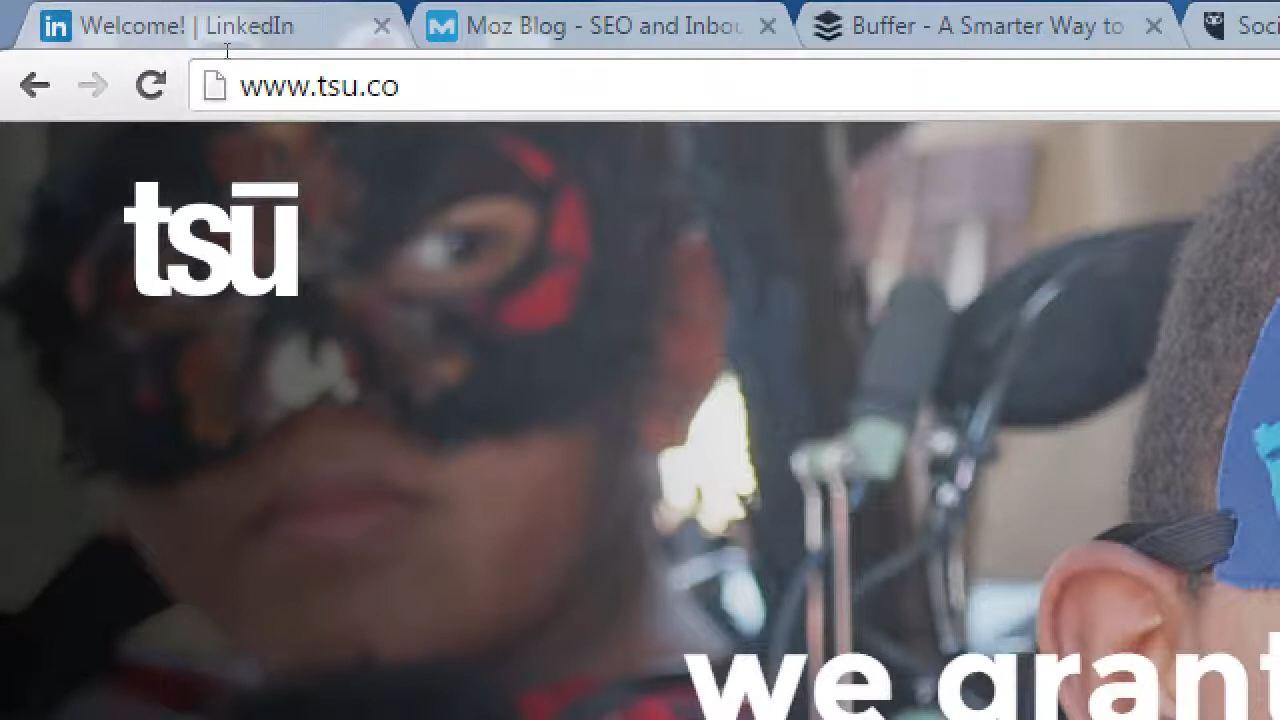 Welcome! | LinkedIn
Moz Blog - SEO and Inbou
Buffer - A Smarter Way to
Soci
www.tsu.co
tsū
we grant